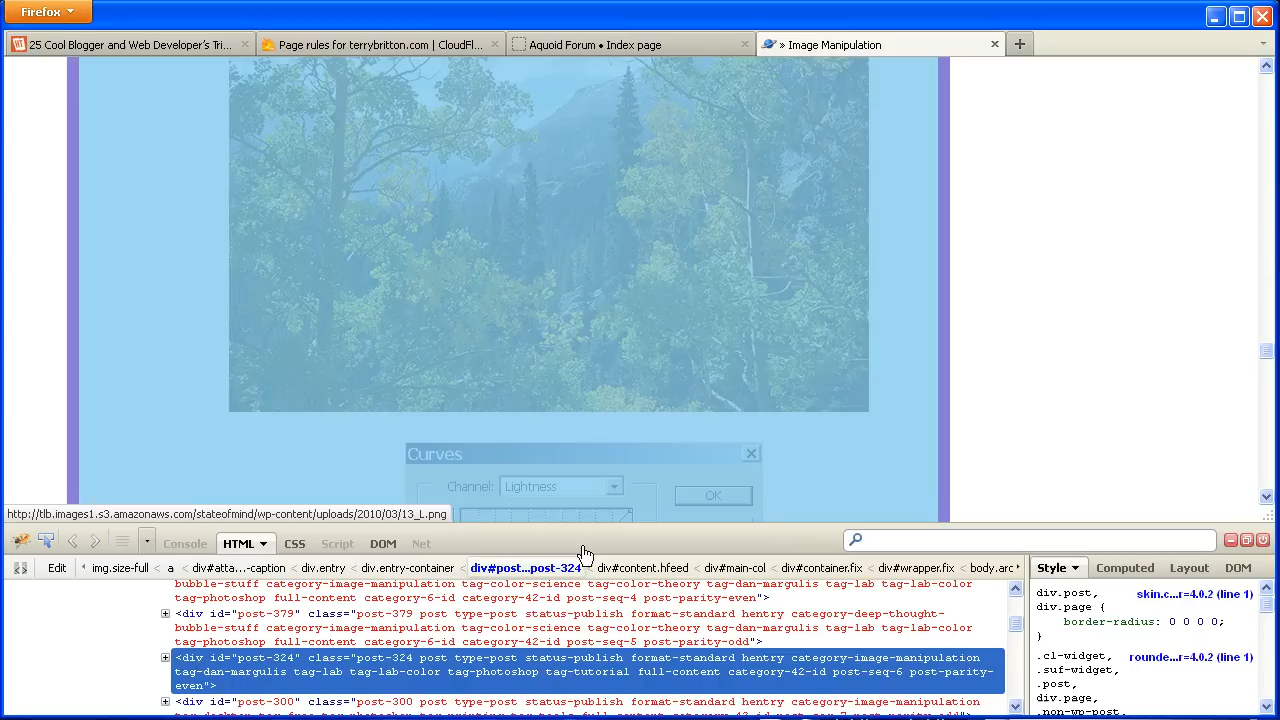 Firefox
25 Cool Blogger and Web Developer's Tri...
Page rules for terrybritton.com | CloudFl...
Aquoid Forum • Index page
» Image Manipulation
Curves
Channel: Lightness
OK
http://tlb.images1.s3.amazonaws.com/stateofmind/wp-content/uploads/2010/03/13_L.png
Console HTML CSS Script DOM Net
Edit img.size-full < a < div#atta...-caption < div.entry < div.entry-container < div#post...post-324 < div#content.hfeed < div#main-col < div#container.fix < div#wrapper.fix < body.arc
Style Computed Layout DOM
bubble-stuff category-image-manipulation tag-color-science tag-color-theory tag-dan-margulis tag-lab tag-lab-color
tag-photoshop full-content category-6-id category-42-id post-seq-4 post-parity-even">
<div id="post-379" class="post-379 post type-post status-publish format-standard hentry category-deep-thought-
bubble-stuff category-image-manipulation tag-color-science tag-color-theory tag-dan-margulis tag-lab tag-lab-color
tag-photoshop full-content category-6-id category-42-id post-seq-5 post-parity-odd">
<div id="post-324" class="post-324 post type-post status-publish format-standard hentry category-image-manipulation
tag-dan-margulis tag-lab tag-lab-color tag-photoshop tag-tutorial full-content category-42-id post-seq-6 post-parity-
even">
<div id="post-300" class="post-300 post type-post status-publish format-standard hentry category-image-manipulation
div.post,
div.page {
skin.c...r=4.0.2 (line 1)
border-radius: 0 0 0 0;
}
.cl-widget,
rounde...r=4.0.2 (line 1)
.suf-widget,
.post,
div.page,
.non-wp-post,